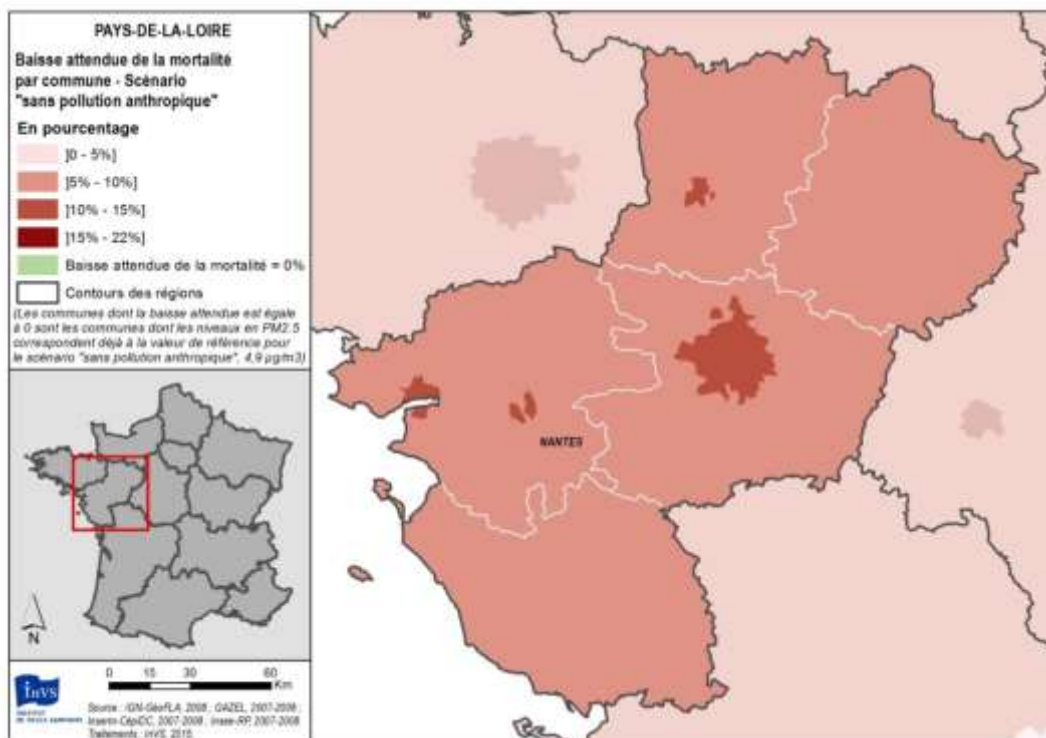 PAYS-DE-LA-LOIRE
Baisse attendue de la mortalité
par commune - Scénario
"sans pollution anthropique"
En pourcentage
]0 - 5%]
]5% - 10%]
]10% - 15%]
]15% - 22%]
Baisse attendue de la mortalité = 0%
Contours des régions
(Les communes dont la baisse attendue est égale
à 0 sont les communes dont les niveaux en PM2.5
correspondent déjà à la valeur de référence pour
le scénario "sans pollution anthropique", 4,9 µg/m3)
NANTES
N
0 15 30 60
Km
InVS
INSTITUT
DE VEILLE SANITAIRE
Source : IGN-GéoFLA, 2008 ; GAZEL, 2007-2008 ;
Inserm-CépiDC, 2007-2008 ; Insee-RP, 2007-2008
Traitements : InVS, 2015